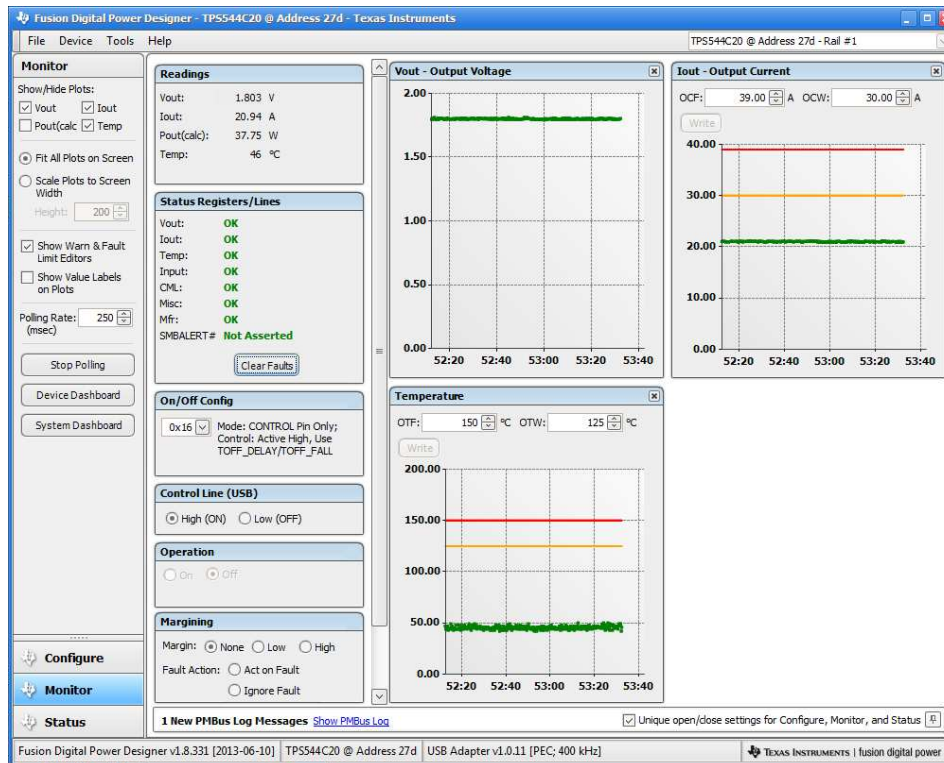 Fusion Digital Power Designer - TPS544C20 @ Address 27d - Texas Instruments
File Device Tools Help
TPS544C20 @ Address 27d - Rail #1
Monitor
Show/Hide Plots:
Vout Iout
Pout(calc Temp
Fit All Plots on Screen
Scale Plots to Screen
Width
Height: 200
Show Warn & Fault
Limit Editors
Show Value Labels
on Plots
Polling Rate: 250
(msec)
Stop Polling
Device Dashboard
System Dashboard
Configure
Monitor
Status
Readings
Vout: 1.803 V
Iout: 20.94 A
Pout(calc): 37.75 W
Temp: 46 °C
Status Registers/Lines
Vout: OK
Iout: OK
Temp: OK
Input: OK
CML: OK
Misc: OK
Mfr: OK
SMBALERT# Not Asserted
Clear Faults
On/Off Config
0x16 Mode: CONTROL Pin Only;
Control: Active High, Use
TOFF_DELAY/TOFF_FALL
Control Line (USB)
High (ON) Low (OFF)
Operation
On Off
Margining
Margin: None Low High
Fault Action: Act on Fault
Ignore Fault
Vout - Output Voltage
2.00
1.50
1.00
0.50
0.00
52:20 52:40 53:00 53:20 53:40
Iout - Output Current
OCF: 39.00 A OCW: 30.00 A
Write
40.00
30.00
20.00
10.00
0.00
52:20 52:40 53:00 53:20 53:40
Temperature
OTF: 150 °C OTW: 125 °C
Write
200.00
150.00
100.00
50.00
0.00
52:20 52:40 53:00 53:20 53:40
1 New PMBus Log Messages Show PMBus Log
Unique open/close settings for Configure, Monitor, and Status
Fusion Digital Power Designer v1.8.331 [2013-06-10] TPS544C20 @ Address 27d USB Adapter v1.0.11 [PEC; 400 kHz]
TEXAS INSTRUMENTS | fusion digital power